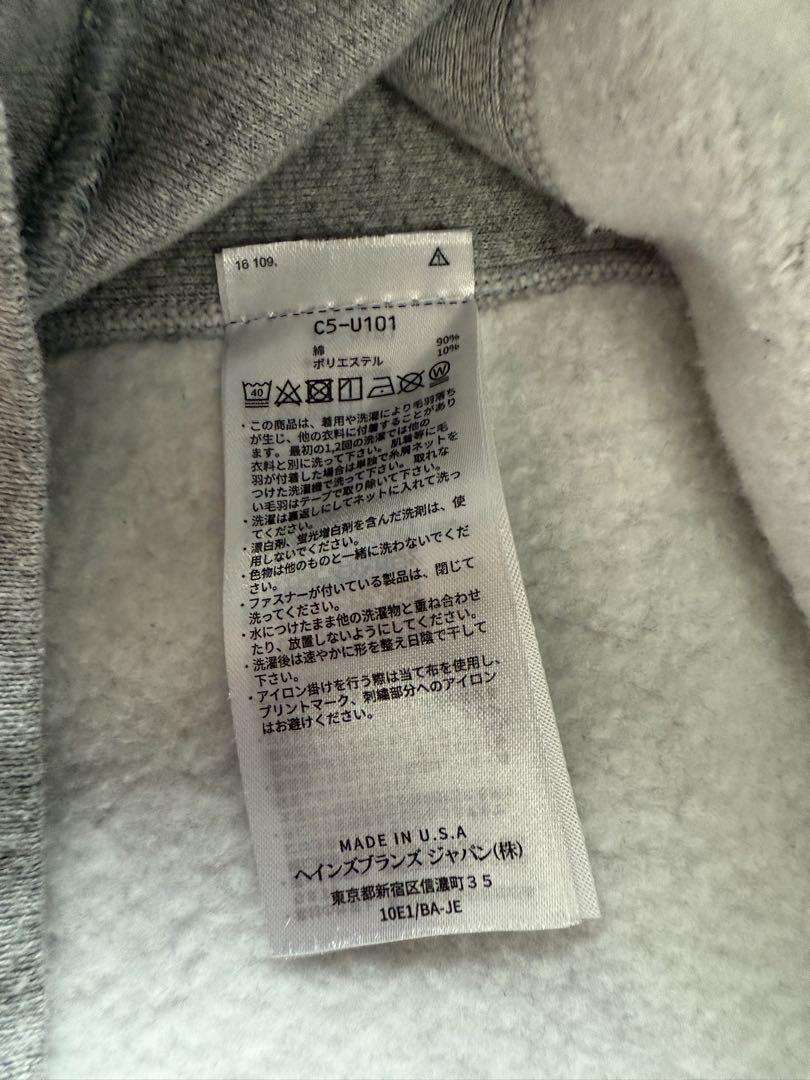 16 109.
C5-U101
綿 90%
ポリエステル 10%
40 W
・この商品は、着用や洗濯により毛羽落ち
が生じ、他の衣料に付着することがあり
ます。最初の1,2回の洗濯では他の
衣料と別に洗って下さい。肌着等に毛
羽が付着した場合は単独で糸屑ネットを
つけた洗濯機で洗って下さい。取れな
い毛羽はテープで取り除いて下さい。
・洗濯は裏返しにしてネットに入れて洗っ
てください。
・漂白剤、蛍光増白剤を含んだ洗剤は、使
用しないでください。
・色物は他のものと一緒に洗わないでくだ
さい。
・ファスナーが付いている製品は、閉じて
洗ってください。
・水につけたまま他の洗濯物と重ね合わせ
たり、放置しないようにしてください。
・洗濯後は速やかに形を整え日陰で干して
下さい。
・アイロン掛けを行う際は当て布を使用し、
プリントマーク、刺繍部分へのアイロン
はお避けください。
MADE IN U.S.A
ヘインズブランズ ジャパン(株)
東京都新宿区信濃町35
10E1/BA-JE